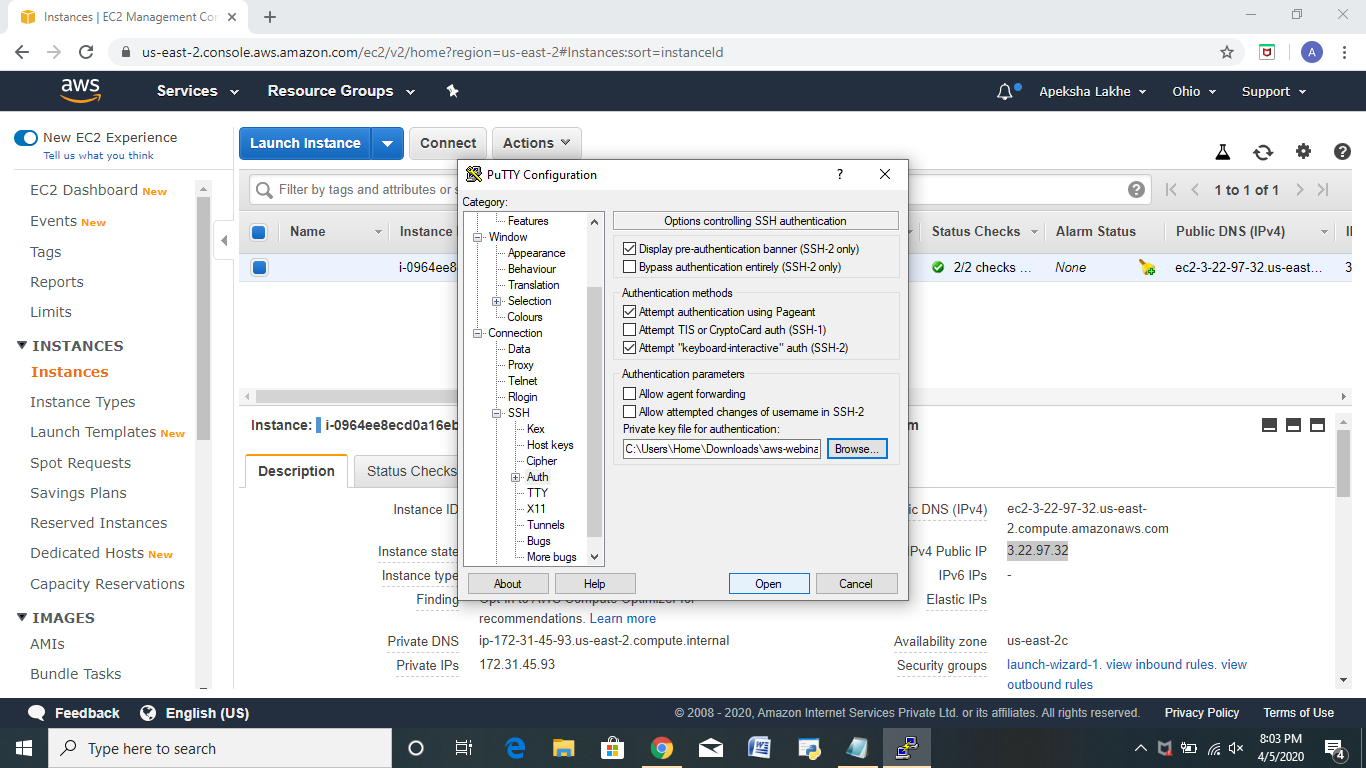 Instances | EC2 Management Con
us-east-2.console.aws.amazon.com/ec2/v2/home?region=us-east-2#Instances:sort=instanceId
A
aws
Services
Resource Groups
Apeksha Lakhe
Ohio
Support
New EC2 Experience
Tell us what you think
EC2 Dashboard New
Events New
Tags
Reports
Limits
INSTANCES
Instances
Instance Types
Launch Templates New
Spot Requests
Savings Plans
Reserved Instances
Dedicated Hosts New
Capacity Reservations
IMAGES
AMIs
Bundle Tasks
Launch Instance
Connect
Actions
Filter by tags and attributes or s
1 to 1 of 1
Name
Instance I
Status Checks
Alarm Status
Public DNS (IPv4)
I
i-0964ee8
2/2 checks ...
None
ec2-3-22-97-32.us-east...
3
PuTTY Configuration
?
Category:
Features
Window
Appearance
Behaviour
Translation
Selection
Colours
Connection
Data
Proxy
Telnet
Rlogin
SSH
Kex
Host keys
Cipher
Auth
TTY
X11
Tunnels
Bugs
More bugs
Options controlling SSH authentication
Display pre-authentication banner (SSH-2 only)
Bypass authentication entirely (SSH-2 only)
Authentication methods
Attempt authentication using Pageant
Attempt TIS or CryptoCard auth (SSH-1)
Attempt "keyboard-interactive" auth (SSH-2)
Authentication parameters
Allow agent forwarding
Allow attempted changes of username in SSH-2
Private key file for authentication:
C:\Users\Home\Downloads\aws-webina
Browse...
About
Help
Open
Cancel
Instance: i-0964ee8ecd0a16eb
m
Description
Status Checks
Instance ID
Instance state
Instance type
Finding
Opt-in to AWS Compute Optimizer for
recommendations. Learn more
Private DNS
ip-172-31-45-93.us-east-2.compute.internal
Private IPs
172.31.45.93
ic DNS (IPv4)
ec2-3-22-97-32.us-east-
2.compute.amazonaws.com
IPv4 Public IP
3.22.97.32
IPv6 IPs
-
Elastic IPs
Availability zone
us-east-2c
Security groups
launch-wizard-1. view inbound rules. view
outbound rules
Feedback
English (US)
© 2008 - 2020, Amazon Internet Services Private Ltd. or its affiliates. All rights reserved.
Privacy Policy
Terms of Use
Type here to search
8:03 PM
4/5/2020
4